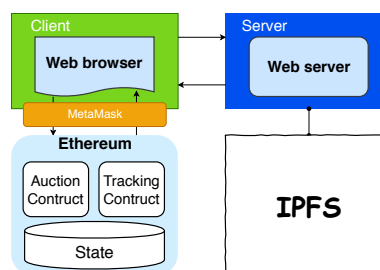 Client
Server
Web browser
Web server
MetaMask
Ethereum
Auction
Contruct
Tracking
Contruct
IPFS
State